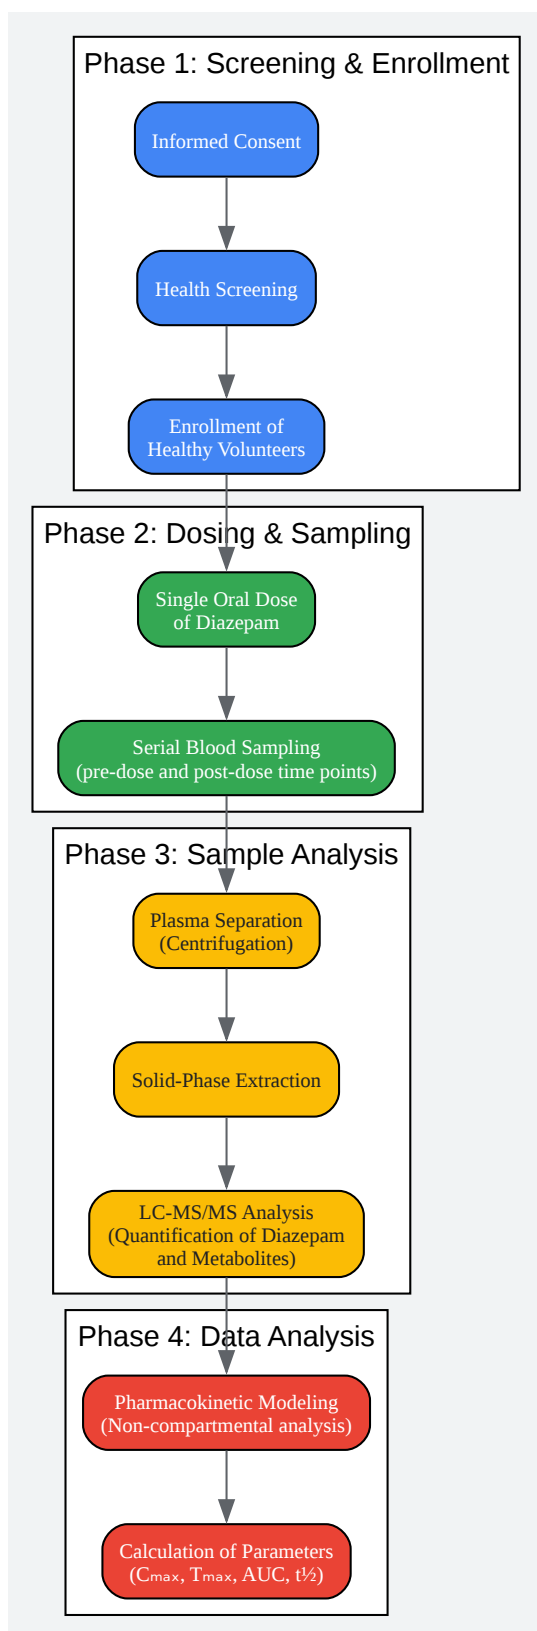 Phase 1: Screening & Enrollment
Informed Consent
Health Screening
Enrollment of
Healthy Volunteers
Phase 2: Dosing & Sampling
Single Oral Dose
of Diazepam
Serial Blood Sampling
(pre-dose and post-dose time points)
Phase 3: Sample Analysis
Plasma Separation
(Centrifugation)
Solid-Phase Extraction
LC-MS/MS Analysis
(Quantification of Diazepam
and Metabolites)
Phase 4: Data Analysis
Pharmacokinetic Modeling
(Non-compartmental analysis)
Calculation of Parameters
(Cₘₐₓ, Tₘₐₓ, AUC, t½)